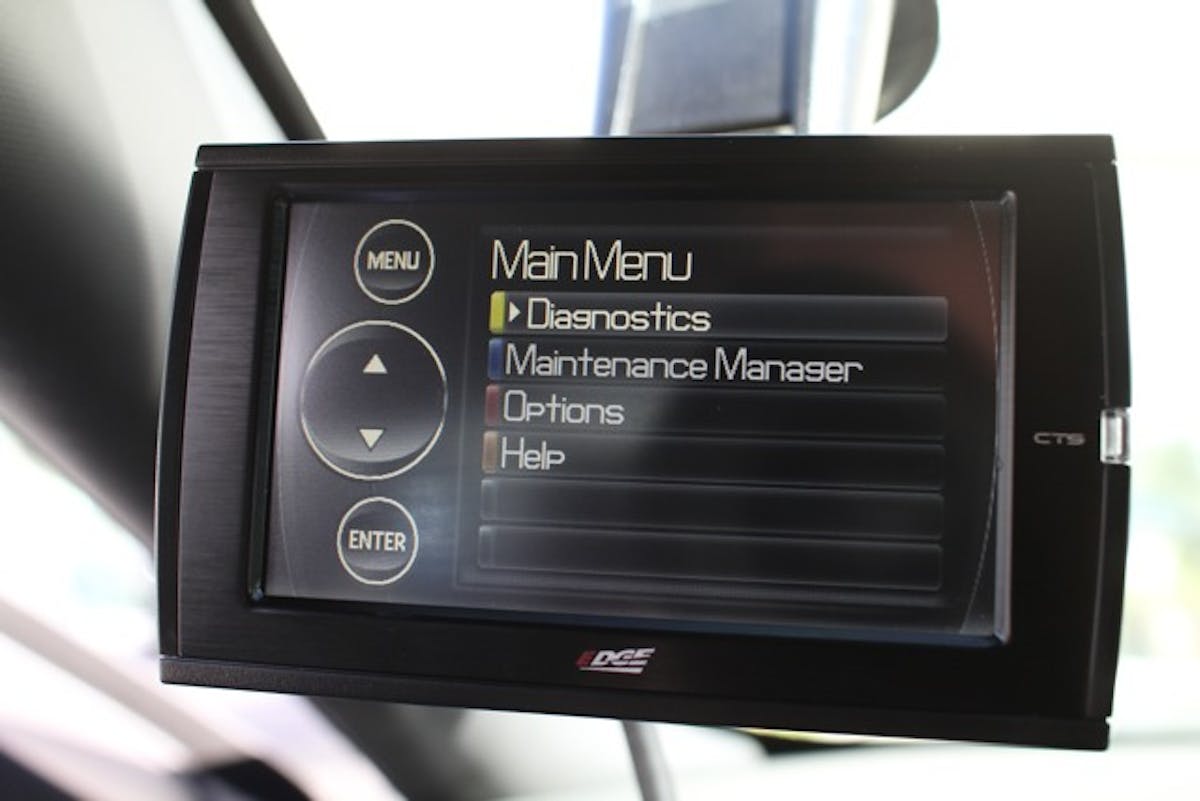 MENU
ENTER
Main Menu
Diagnostics
Maintenance Manager
Options
Help
CTS
EDGE